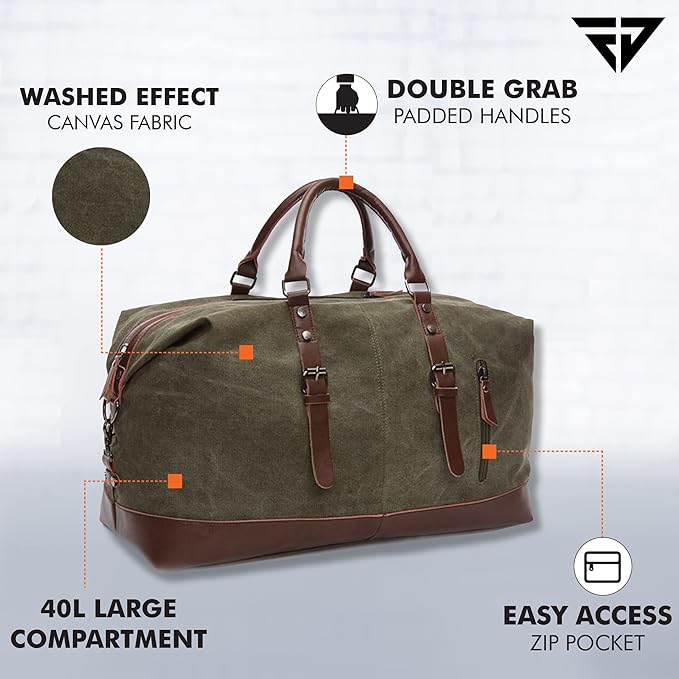 WASHED EFFECT
CANVAS FABRIC
DOUBLE GRAB
PADDED HANDLES
40L LARGE
COMPARTMENT
EASY ACCESS
ZIP POCKET